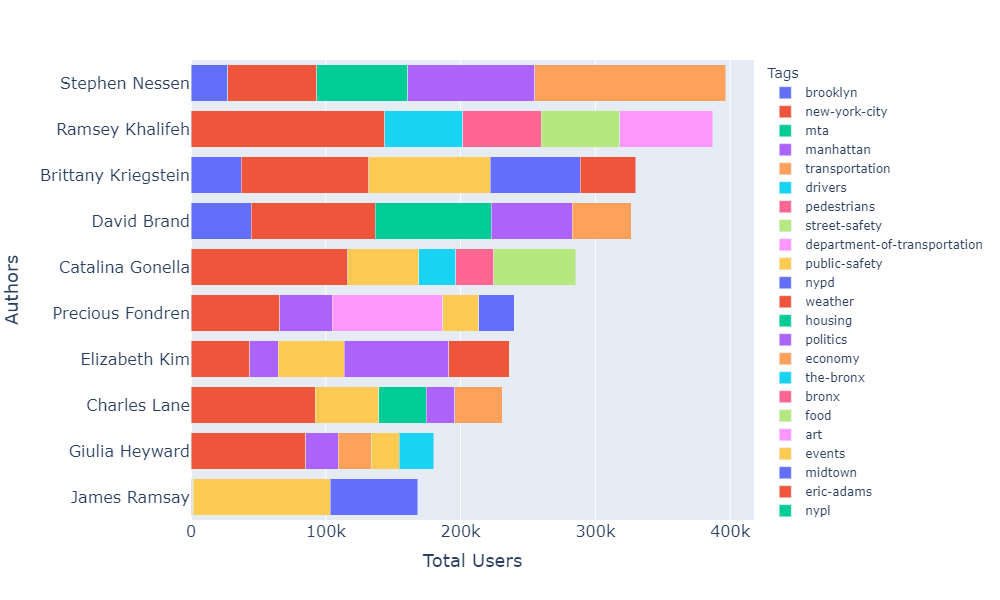 Tags
brooklyn
new-york-city
mta
manhattan
transportation
drivers
pedestrians
street-safety
department-of-transportation
public-safety
nypd
weather
housing
politics
economy
the-bronx
bronx
food
art
events
midtown
eric-adams
nypl
Authors
Stephen Nessen
Ramsey Khalifeh
Brittany Kriegstein
David Brand
Catalina Gonella
Precious Fondren
Elizabeth Kim
Charles Lane
Giulia Heyward
James Ramsay
0 100k 200k 300k 400k
Total Users